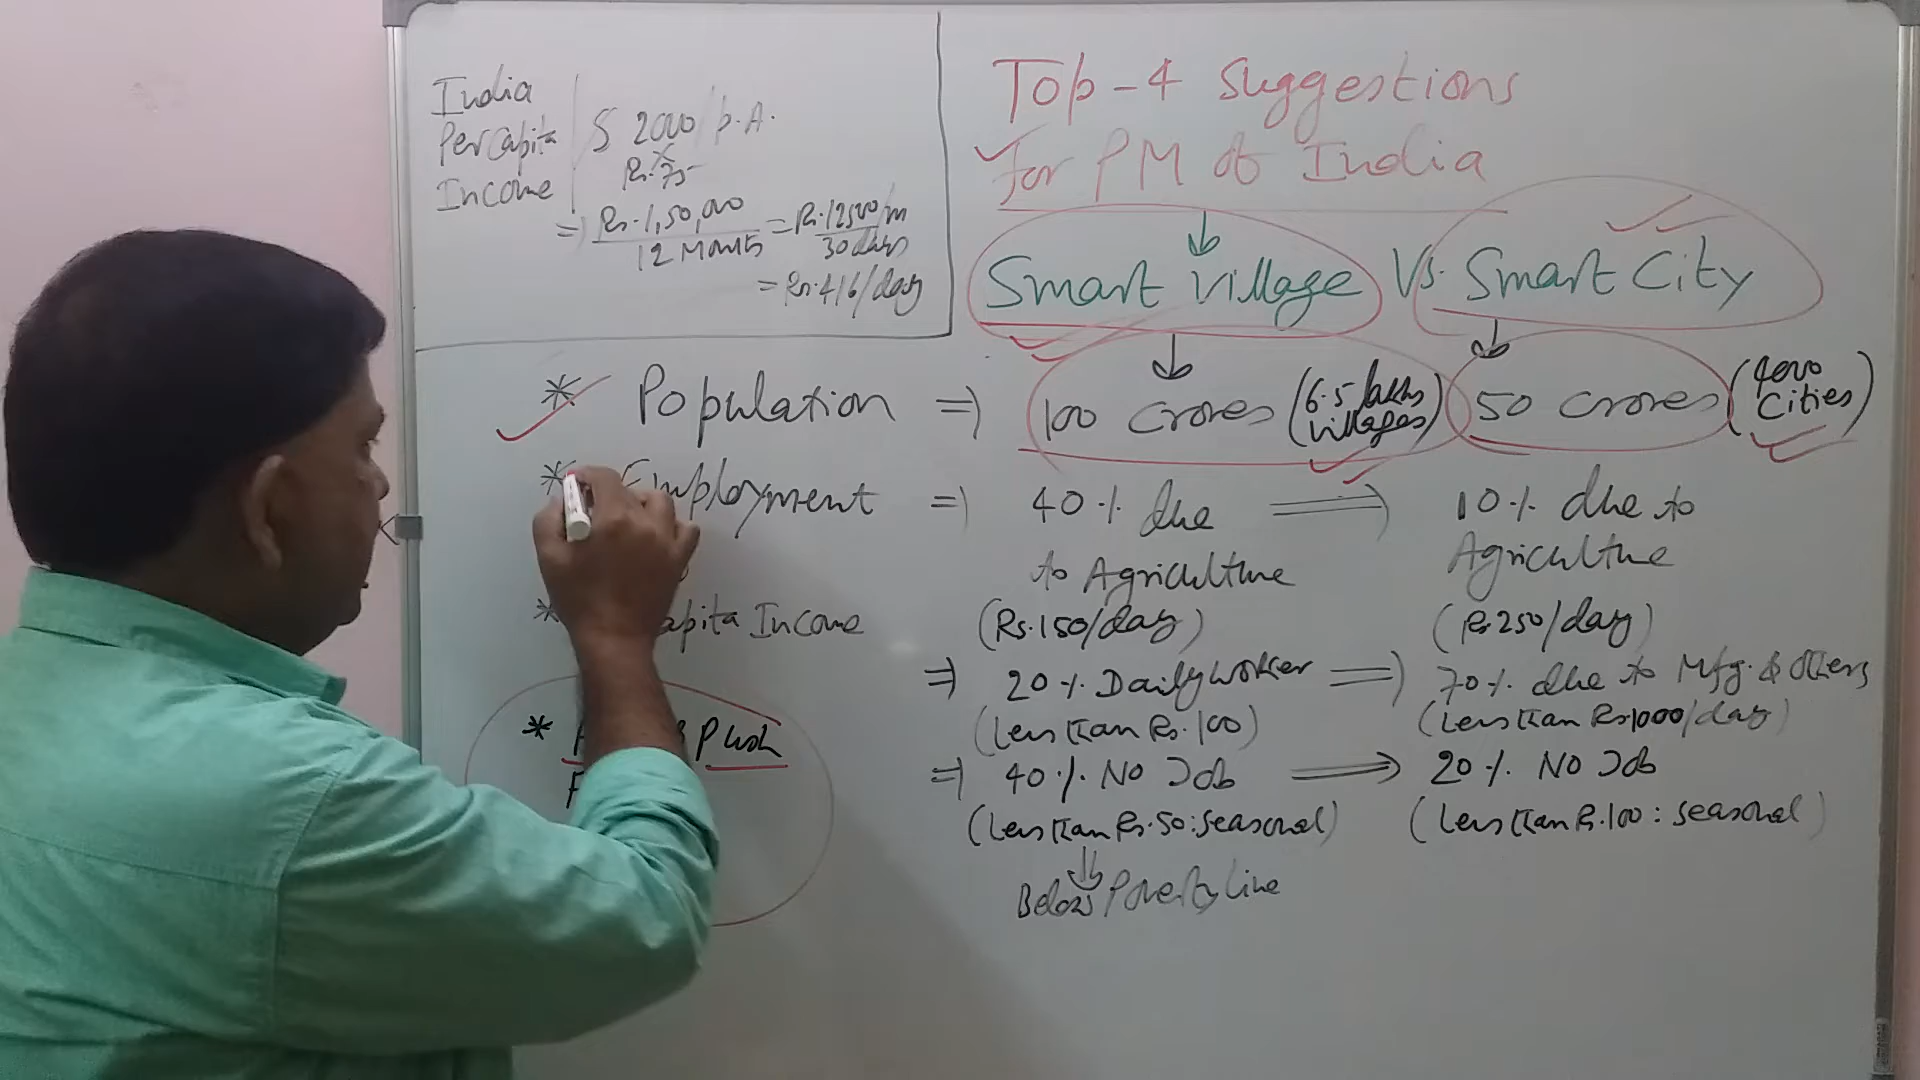 India
Per Capita
Income
$ 2000/p.A.
x
Rs.75
=) Rs.1,50,000 = Rs.12500/m
12 Months 30 days
= Rs.416/day
Top-4 Suggestions
for PM of India
Smart Village Vs. Smart City
* Population =) 100 Crores (6.5 lakhs villages) 50 crores (4000 Cities)
* Employment =) 40% due to Agriculture 10% due to Agriculture
* apita Income (Rs.150/day) (Rs 250/day)
=) 20% Daily worker =) 70% due to Mfg. & others
(Less than Rs.100) (Less than Rs1000/day)
* Push
=) 40% No Job 20% No Job
(Less than Rs.50:seasonal) (Less than Rs.100: seasonal)
Below Poverty Line